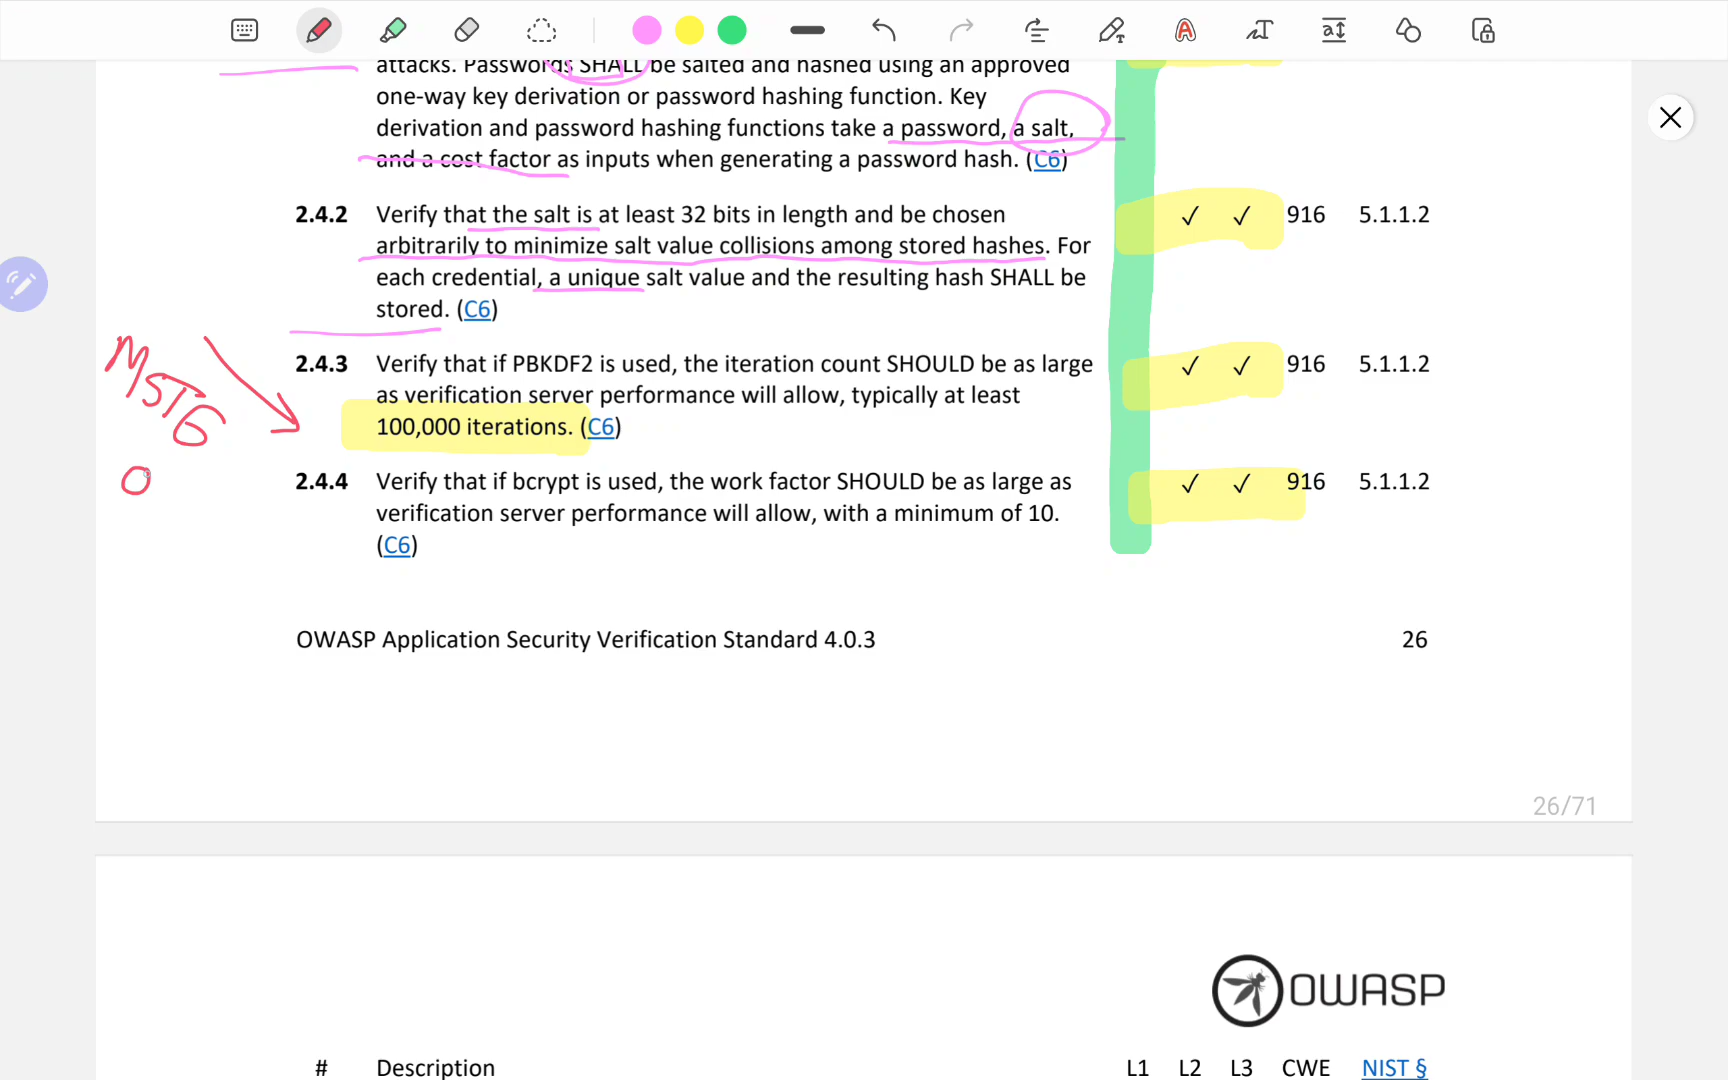 attacks. Passwords SHALL be salted and hashed using an approved
one-way key derivation or password hashing function. Key
derivation and password hashing functions take a password, a salt,
and a cost factor as inputs when generating a password hash. (C6)
2.4.2 Verify that the salt is at least 32 bits in length and be chosen ✓ ✓ 916 5.1.1.2
arbitrarily to minimize salt value collisions among stored hashes. For
each credential, a unique salt value and the resulting hash SHALL be
stored. (C6)
MSTG
2.4.3 Verify that if PBKDF2 is used, the iteration count SHOULD be as large ✓ ✓ 916 5.1.1.2
as verification server performance will allow, typically at least
100,000 iterations. (C6)
O
2.4.4 Verify that if bcrypt is used, the work factor SHOULD be as large as ✓ ✓ 916 5.1.1.2
verification server performance will allow, with a minimum of 10.
(C6)
OWASP Application Security Verification Standard 4.0.3 26
26/71
OWASP
# Description L1 L2 L3 CWE NIST §